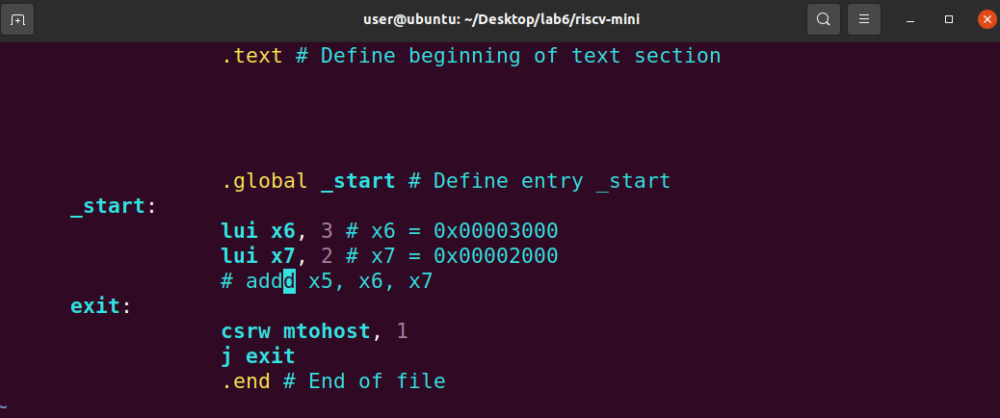 user@ubuntu: ~/Desktop/lab6/riscv-mini
.text # Define beginning of text section
.global _start # Define entry _start
_start:
lui x6, 3 # x6 = 0x00003000
lui x7, 2 # x7 = 0x00002000
# addd x5, x6, x7
exit:
csrw mtohost, 1
j exit
.end # End of file
~